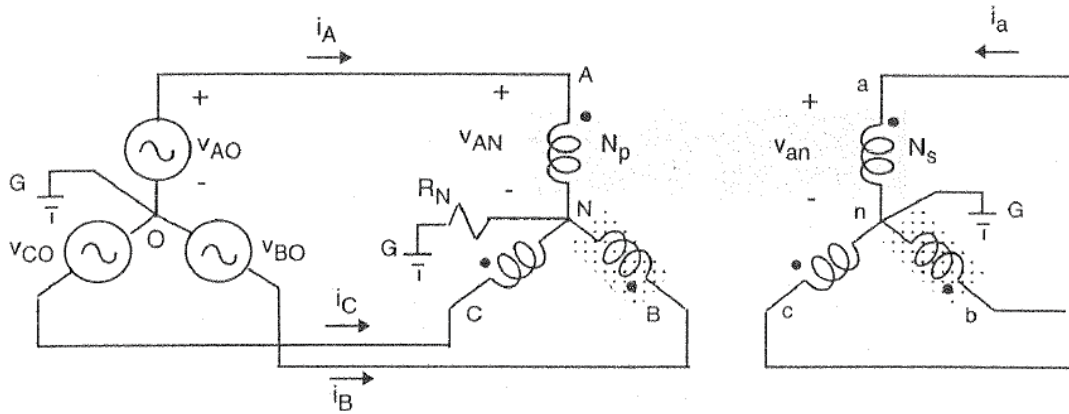 i_A
i_a
A
a
+
+
+
v_AO
v_AN
N_p
v_an
N_s
G
-
R_N
-
N
-
n
G
O
G
v_CO
v_BO
i_C
C
B
c
b
i_B